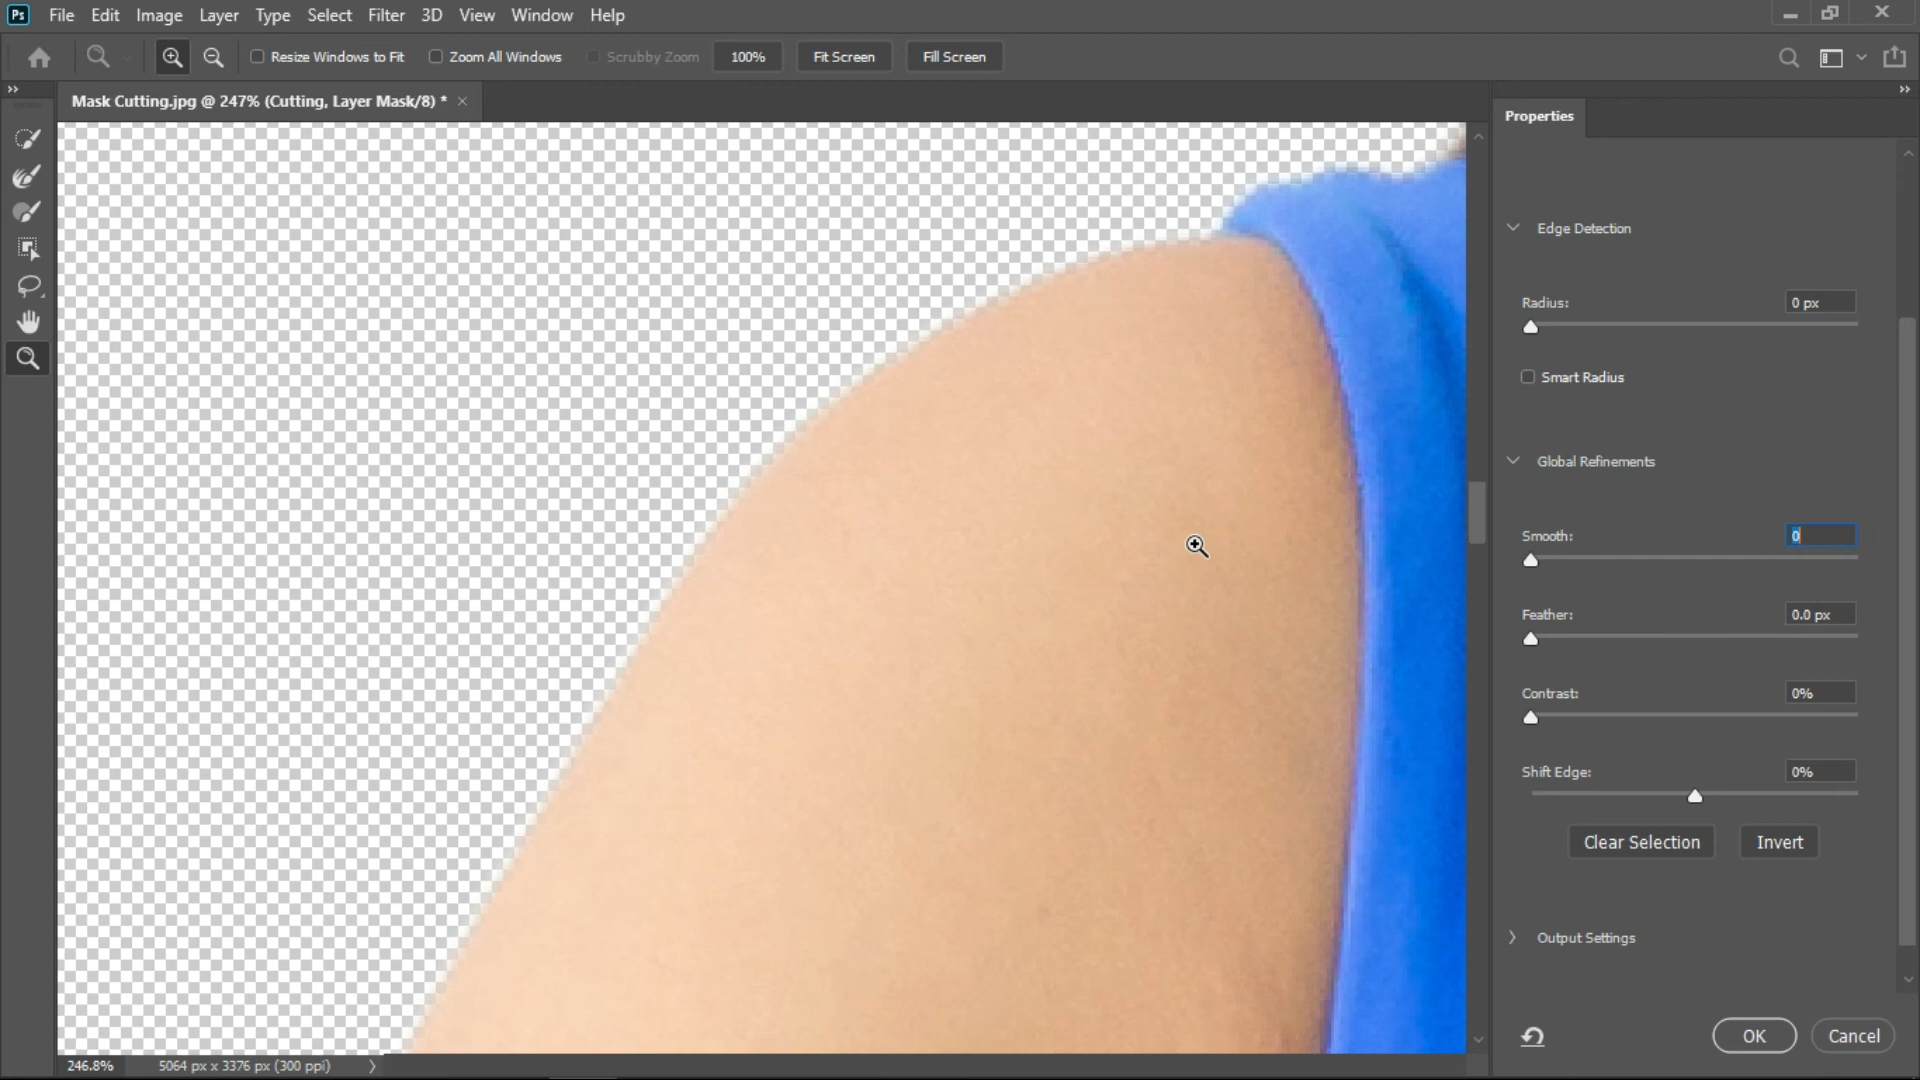 Ps File Edit Image Layer Type Select Filter 3D View Window Help
Resize Windows to Fit Zoom All Windows Scrubby Zoom 100% Fit Screen Fill Screen
Mask Cutting.jpg @ 247% (Cutting, Layer Mask/8) *
Properties
Edge Detection
Radius: 0 px
Smart Radius
Global Refinements
Smooth: 0
Feather: 0.0 px
Contrast: 0%
Shift Edge: 0%
Clear Selection Invert
Output Settings
OK Cancel
246.8% 5064 px x 3376 px (300 ppi)